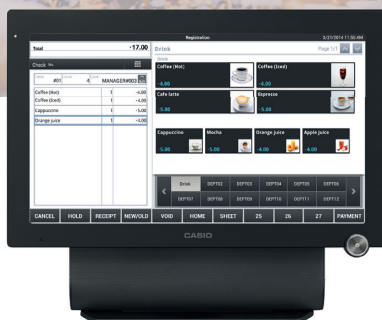 Registration 3/27/2014 11:55 AM
Total ·17.00
Drink Page 1/1
Check No.
Drink
#01 4 MANAGER#003
Coffee (Hot) 1 ·4.00
Coffee (Iced) 1 ·4.00
Cappuccino 1 ·5.00
Orange juice 1 ·4.00
Coffee (Hot) Coffee (Iced)
·4.00 ·4.00
Cafe latte Espresso
·5.00 ·5.00
Cappuccino Mocha Orange juice Apple juice
·5.00 ·5.00 ·4.00 ·4.00
Drink DEPT02 DEPT03 DEPT04 DEPT05 DEPT06
DEPT07 DEPT08 DEPT09 DEPT10 DEPT11 DEPT12
CANCEL HOLD RECEIPT NEW/OLD VOID HOME SHEET 25 26 27 PAYMENT
CASIO